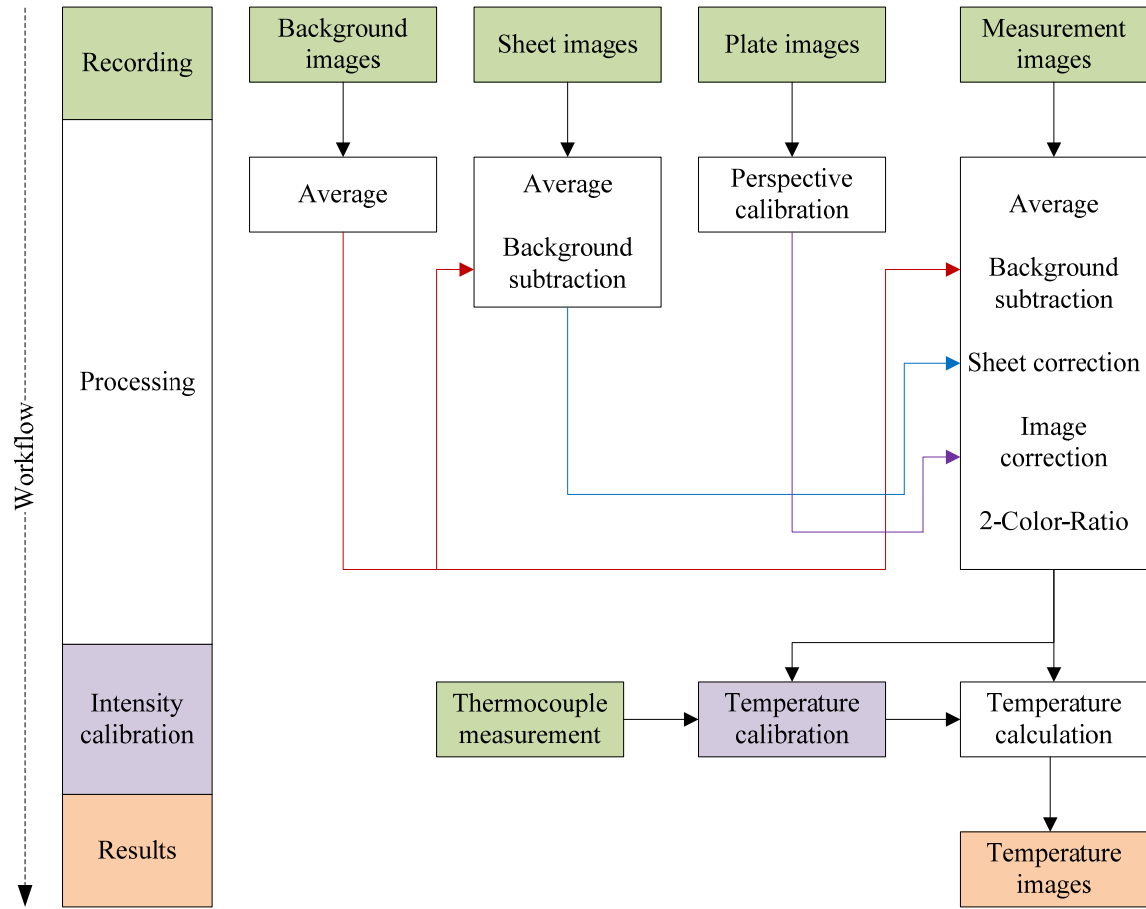 Workflow
Recording
Processing
Intensity
calibration
Results
Background
images
Sheet images
Plate images
Measurement
images
Average
Average
Background
subtraction
Perspective
calibration
Average
Background
subtraction
Sheet correction
Image
correction
2-Color-Ratio
Thermocouple
measurement
Temperature
calibration
Temperature
calculation
Temperature
images